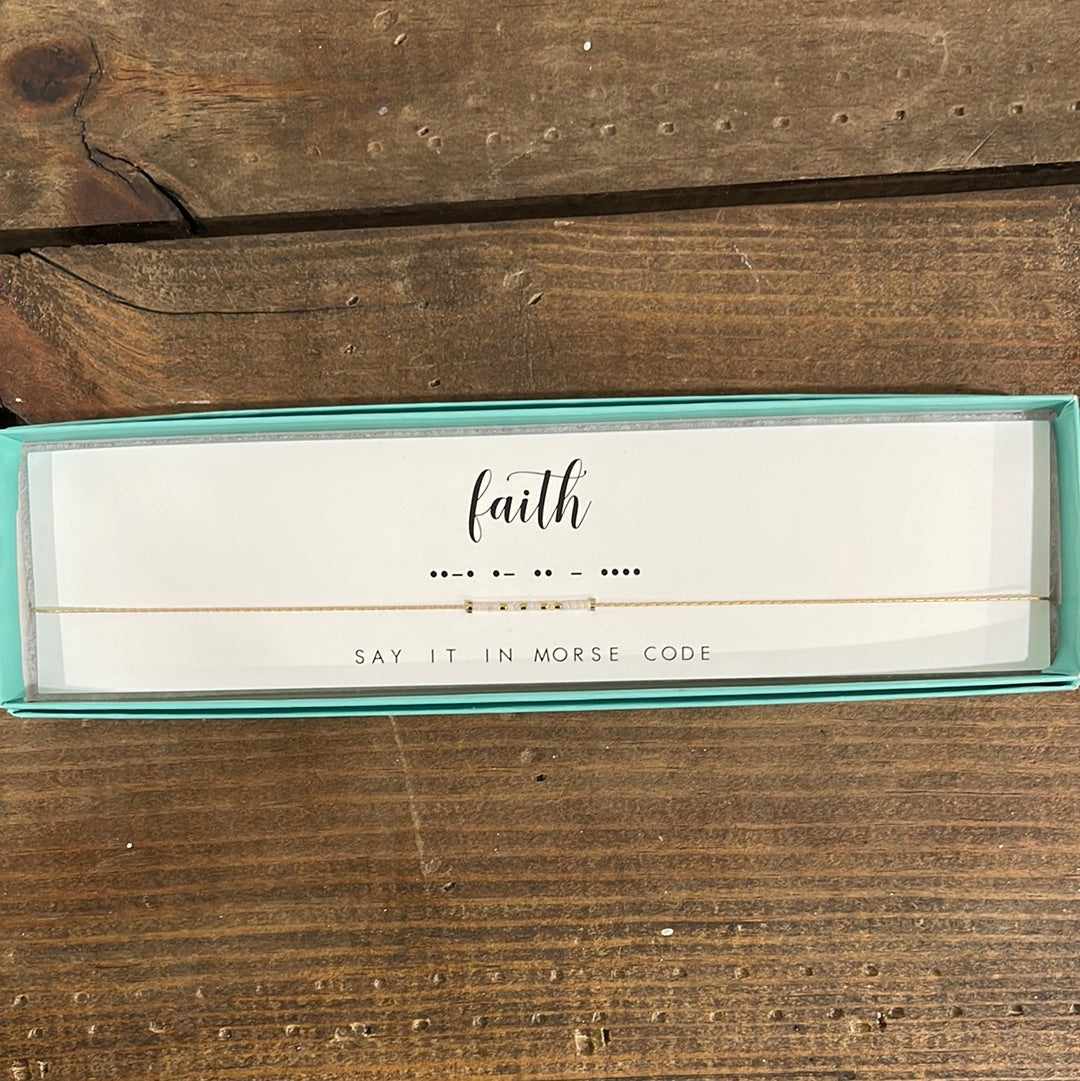 faith
••–• •– •• – ••••
SAY IT IN MORSE CODE